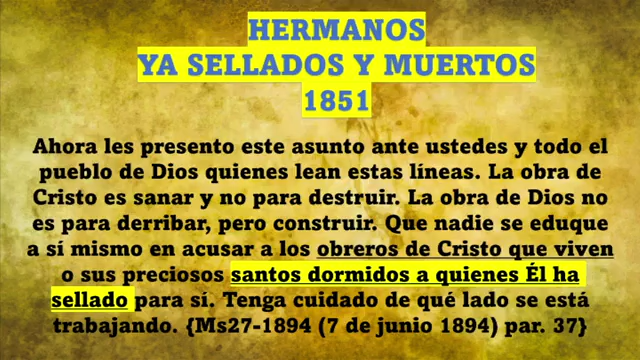 HERMANOS
YA SELLADOS Y MUERTOS
1851
Ahora les presento este asunto ante ustedes y todo el
pueblo de Dios quienes lean estas líneas. La obra de
Cristo es sanar y no para destruir. La obra de Dios no
es para derribar, pero construir. Que nadie se eduque
a sí mismo en acusar a los obreros de Cristo que viven
o sus preciosos santos dormidos a quienes Él ha
sellado para sí. Tenga cuidado de qué lado se está
trabajando. {Ms27-1894 (7 de junio 1894) par. 37}